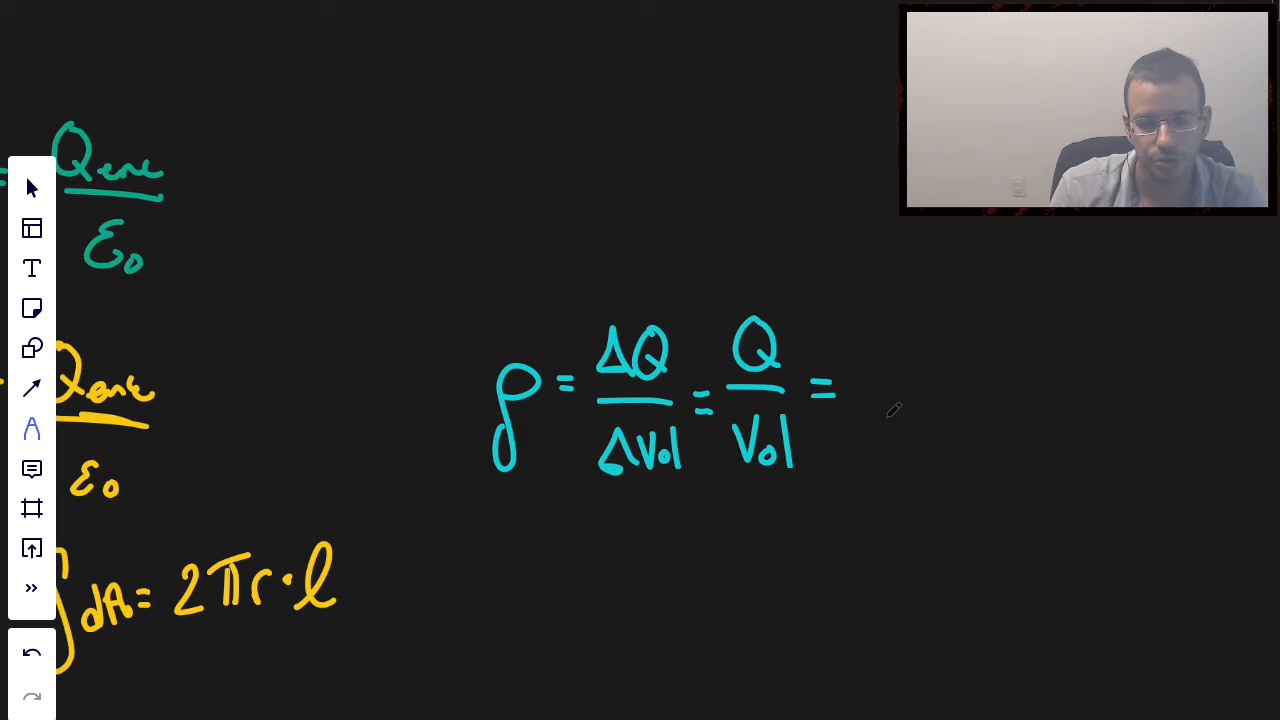 Qenc
ε₀
ρ = ΔQ/ΔVol = Q/Vol =
Qenc
ε₀
∫ dA = 2πr·l
T